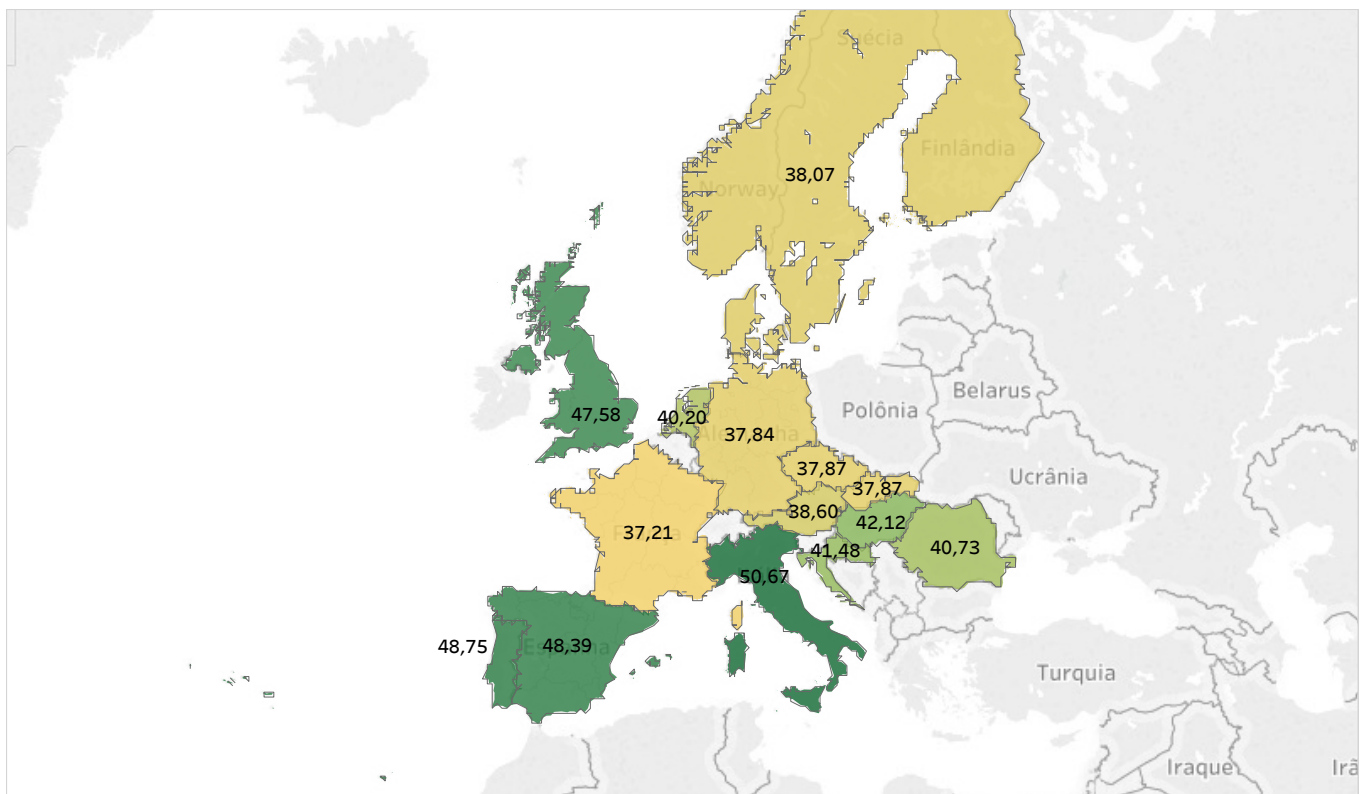 Suécia
Finlândia
38,07
Norway
Belarus
Polônia
47,58
40,20
37,84
37,87
Ucrânia
37,87
38,60
42,12
37,21
41,48
40,73
50,67
48,75
48,39
Turquia
Iraque
Irã